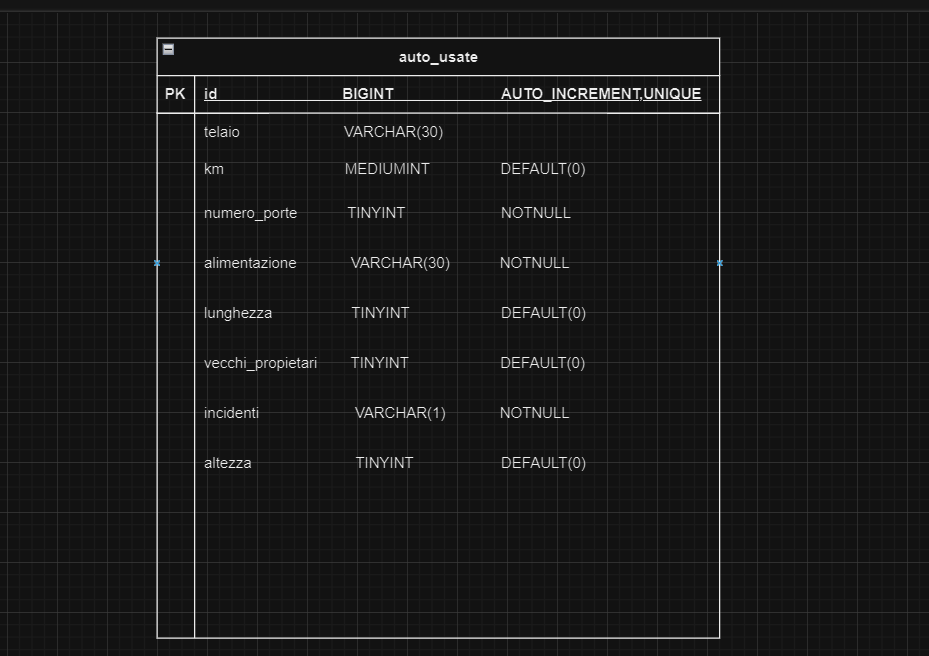 auto_usate
PK id BIGINT AUTO_INCREMENT,UNIQUE
telaio VARCHAR(30)
km MEDIUMINT DEFAULT(0)
numero_porte TINYINT NOTNULL
alimentazione VARCHAR(30) NOTNULL
lunghezza TINYINT DEFAULT(0)
vecchi_propietari TINYINT DEFAULT(0)
incidenti VARCHAR(1) NOTNULL
altezza TINYINT DEFAULT(0)